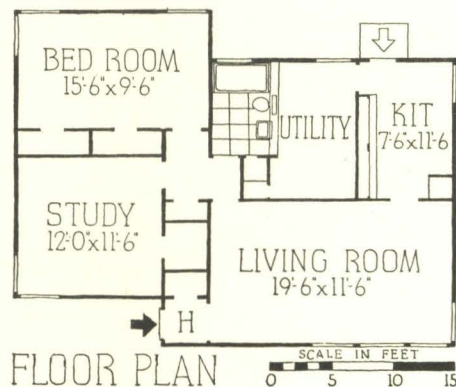 BED ROOM
15'-6"x9'-6"
UTILITY
KIT
7'-6"x11'-6
STUDY
12'-0"x11'-6"
LIVING ROOM
19'-6"x11'-6"
H
FLOOR PLAN
SCALE IN FEET
0 5 10 15